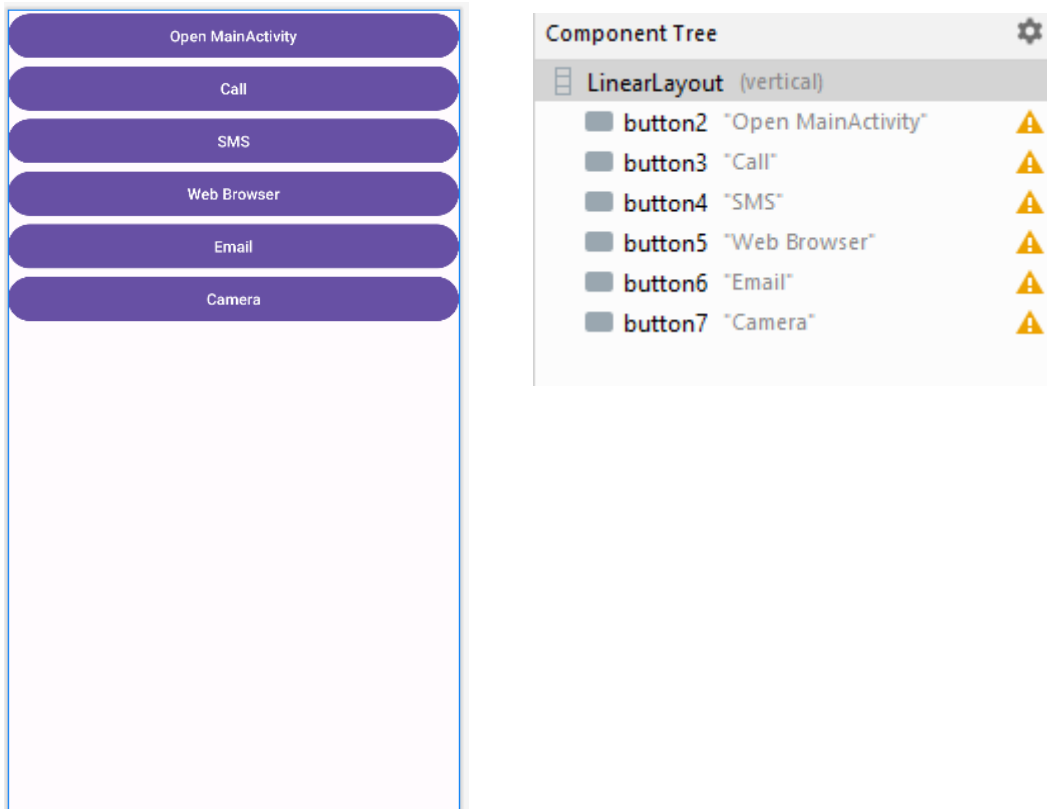 Open MainActivity
Call
SMS
Web Browser
Email
Camera
Component Tree
LinearLayout (vertical)
button2 "Open MainActivity"
button3 "Call"
button4 "SMS"
button5 "Web Browser"
button6 "Email"
button7 "Camera"